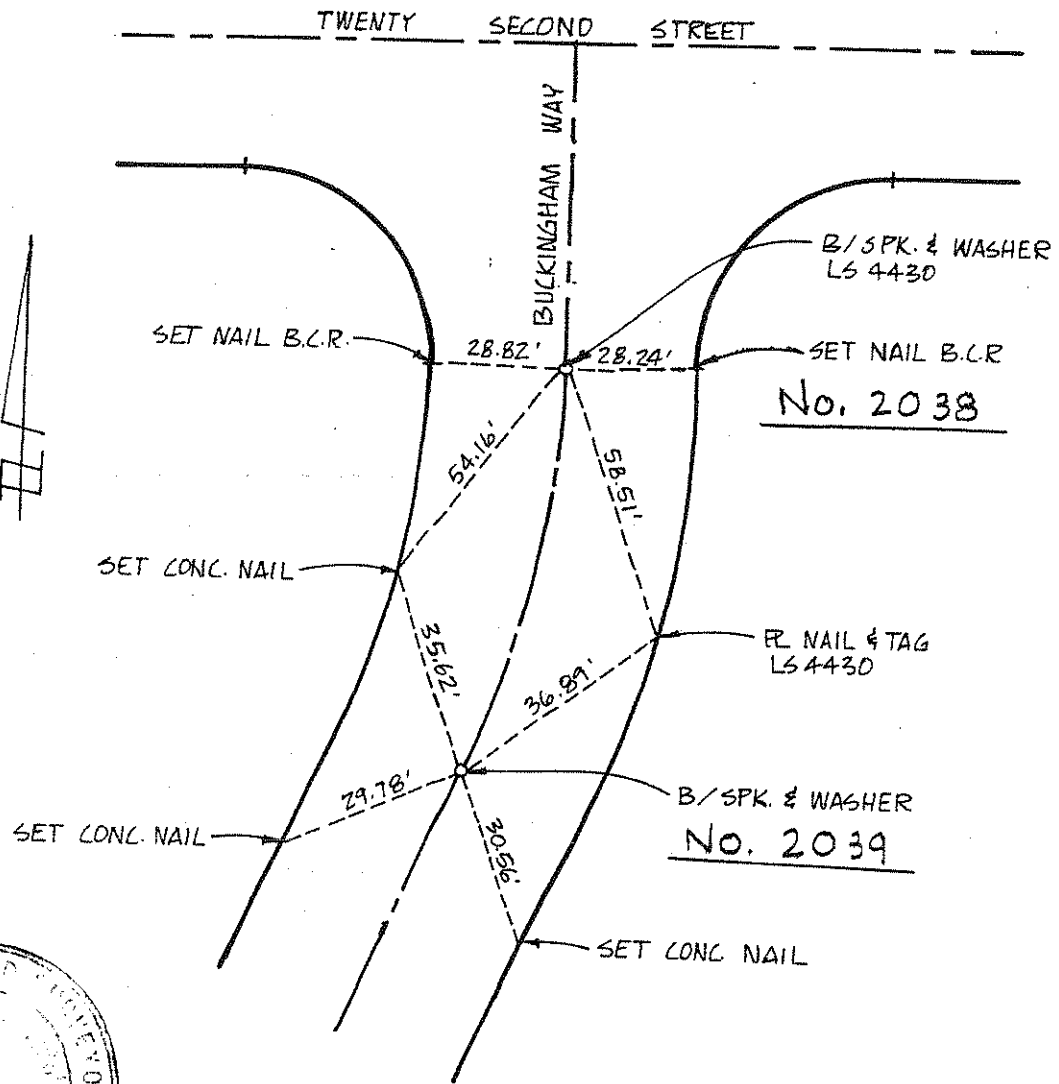 TWENTY SECOND STREET
BUCKINGHAM WAY
B/SPK. & WASHER
LS 4430
SET NAIL B.C.R.
28.82'
28.24'
SET NAIL B.C.R
No. 2038
54.16'
58.51'
SET CONC. NAIL
NAIL & TAG
LS 4430
35.62'
36.89'
29.78'
B/SPK. & WASHER
No. 2039
SET CONC. NAIL
30.56'
SET CONC NAIL